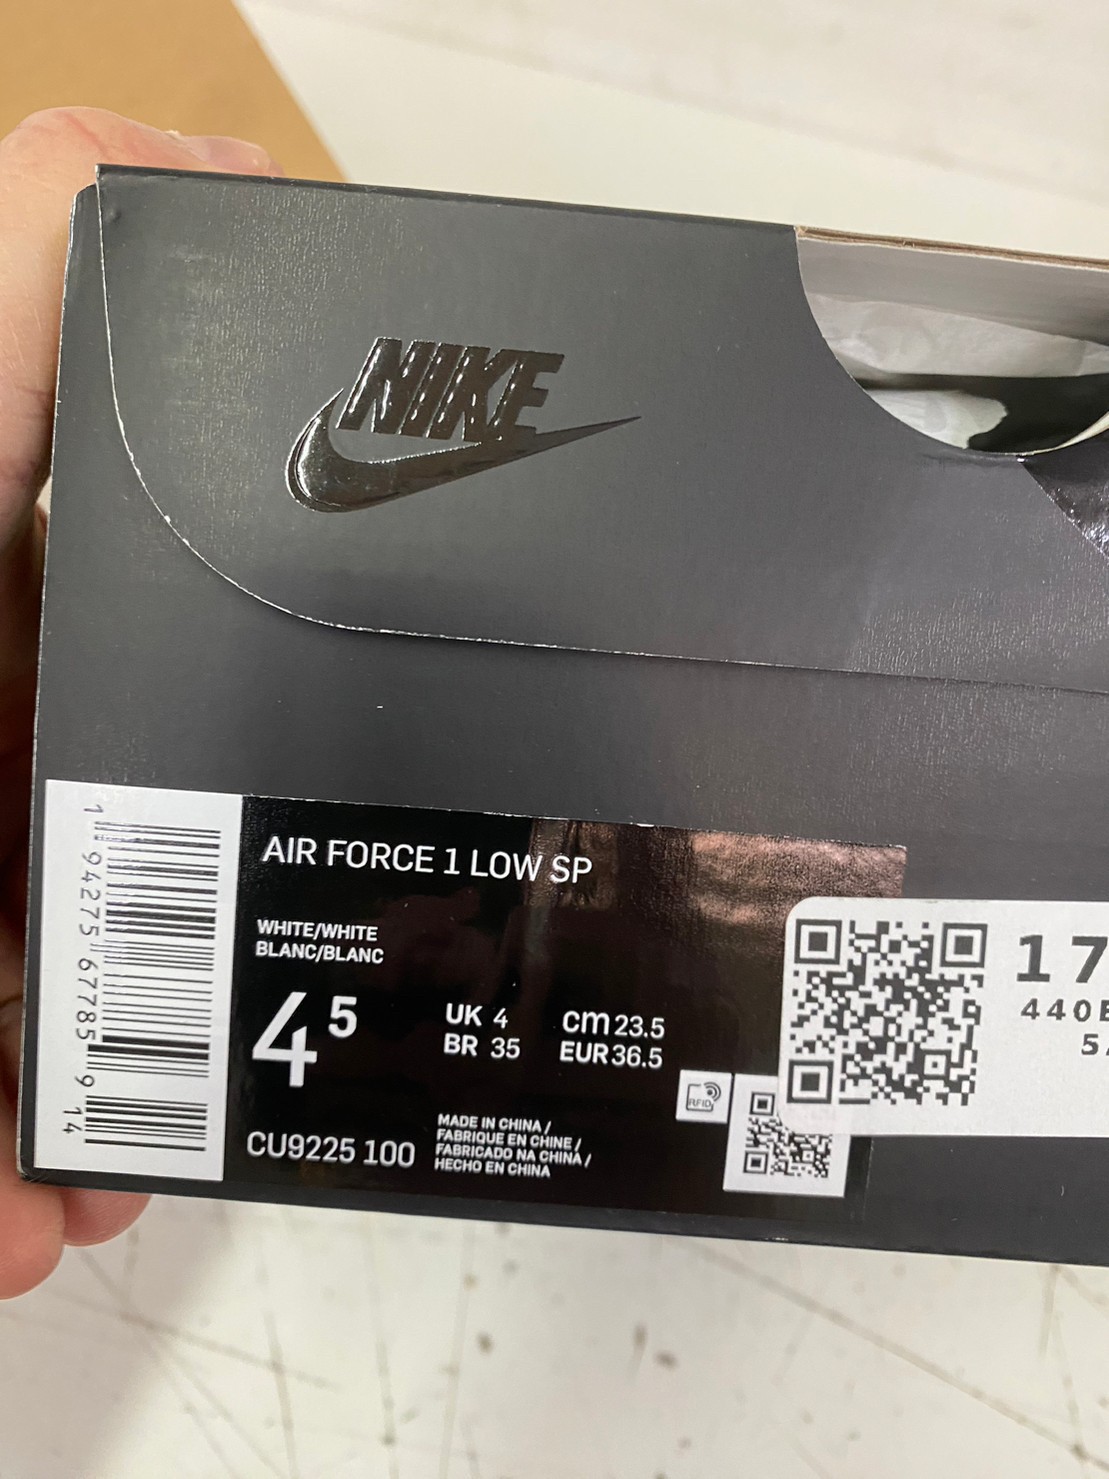 NIKE
AIR FORCE 1 LOW SP
WHITE/WHITE
BLANC/BLANC
4 5
UK 4
BR 35
cm 23.5
EUR 36.5
CU9225 100
MADE IN CHINA /
FABRIQUE EN CHINE /
FABRICADO NA CHINA /
HECHO EN CHINA
RFID
1 94275 67785 9 14
17
440
5